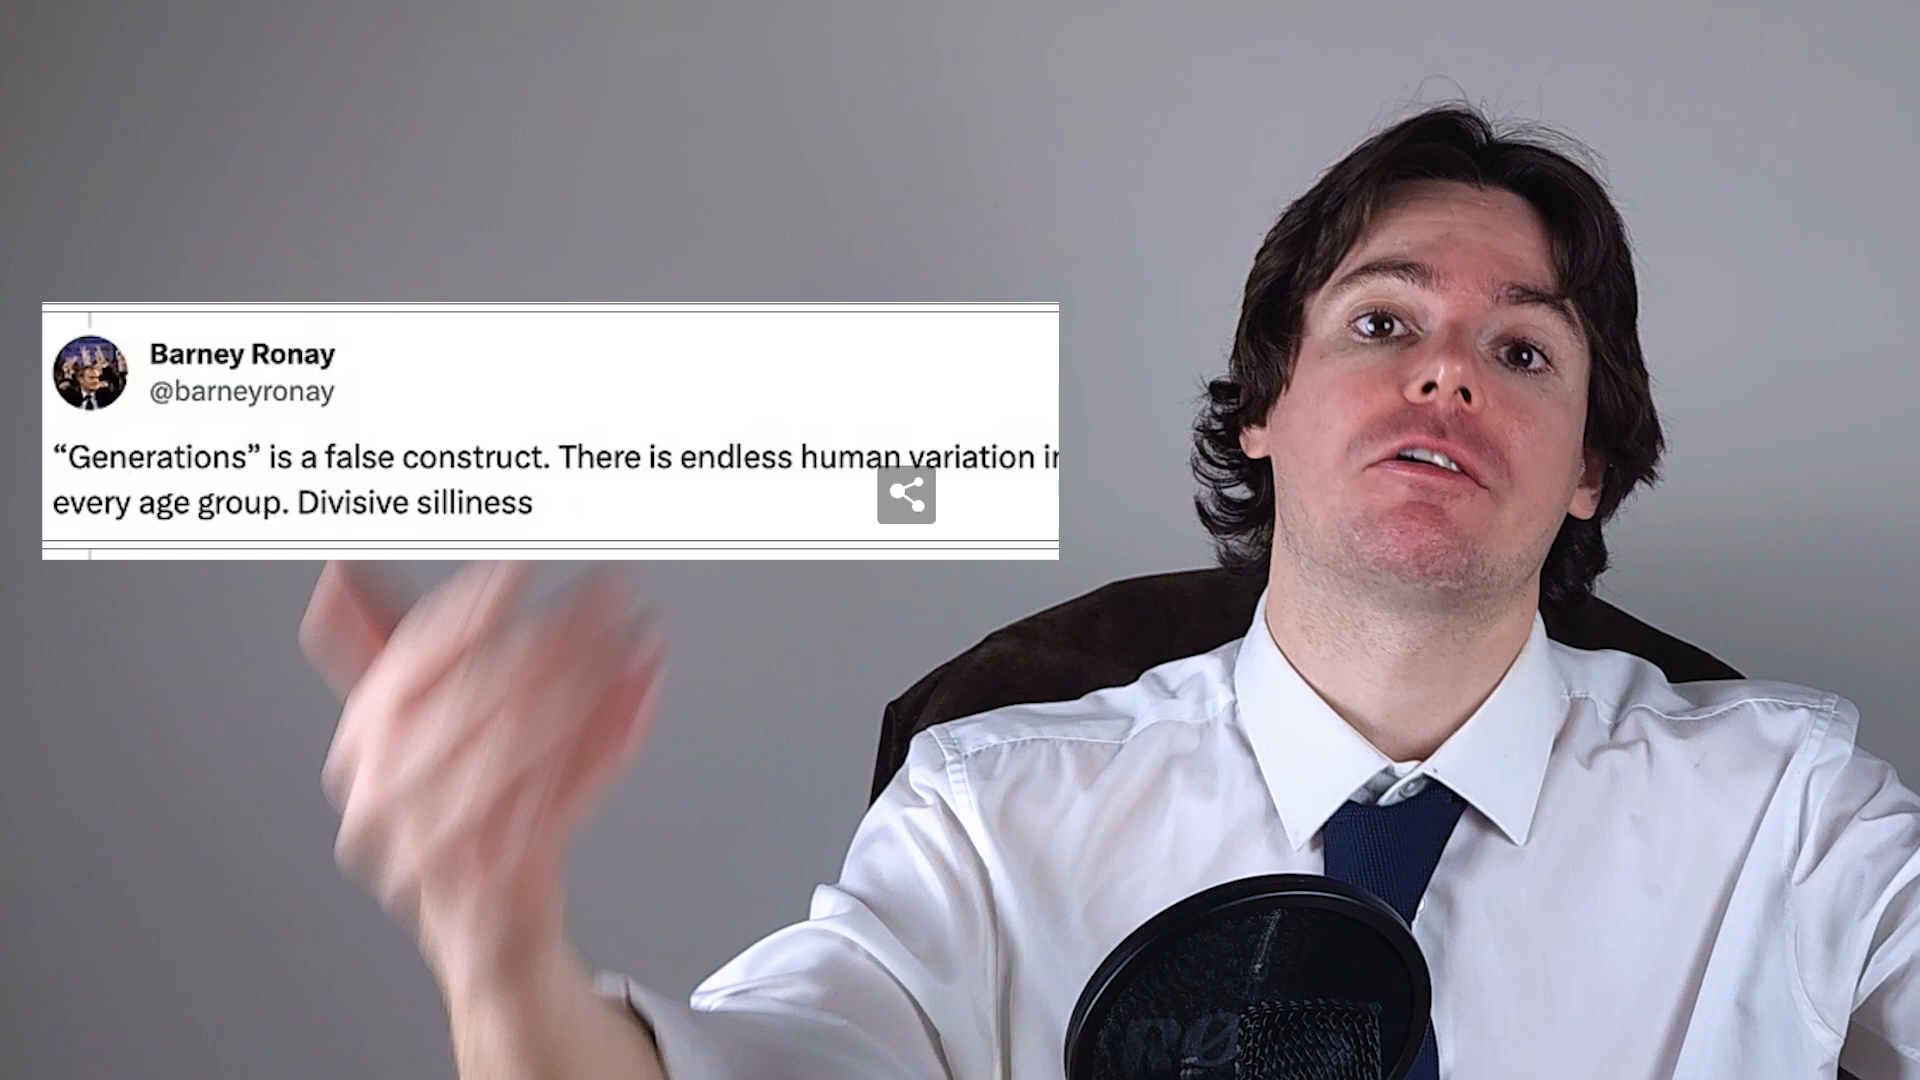 Barney Ronay
@barneyronay
“Generations” is a false construct. There is endless human variation
every age group. Divisive silliness